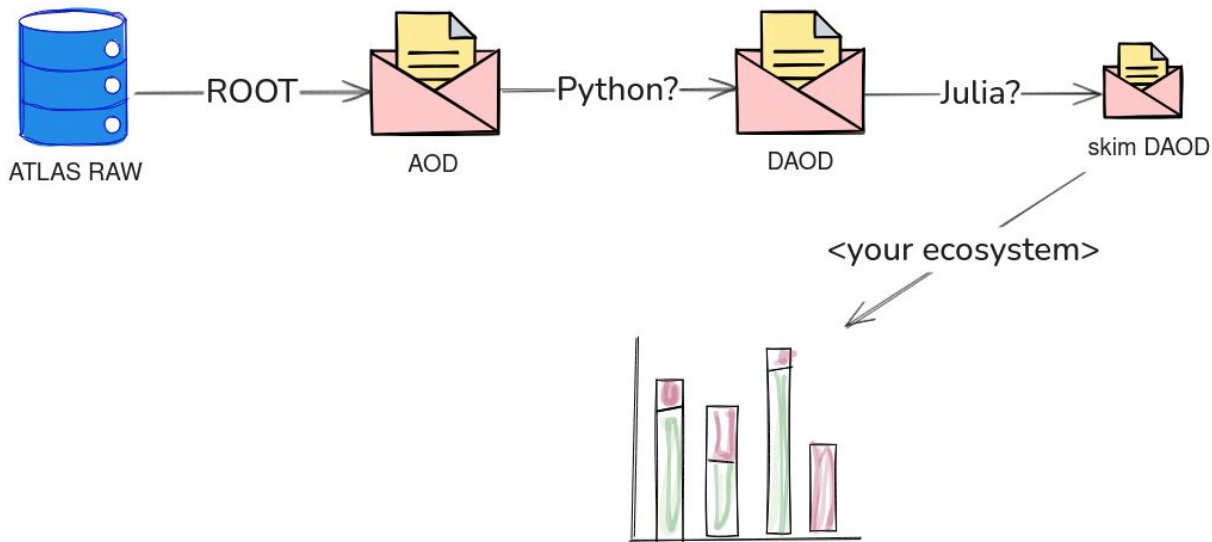 ROOT
Python?
Julia?
ATLAS RAW
AOD
DAOD
skim DAOD
<your ecosystem>